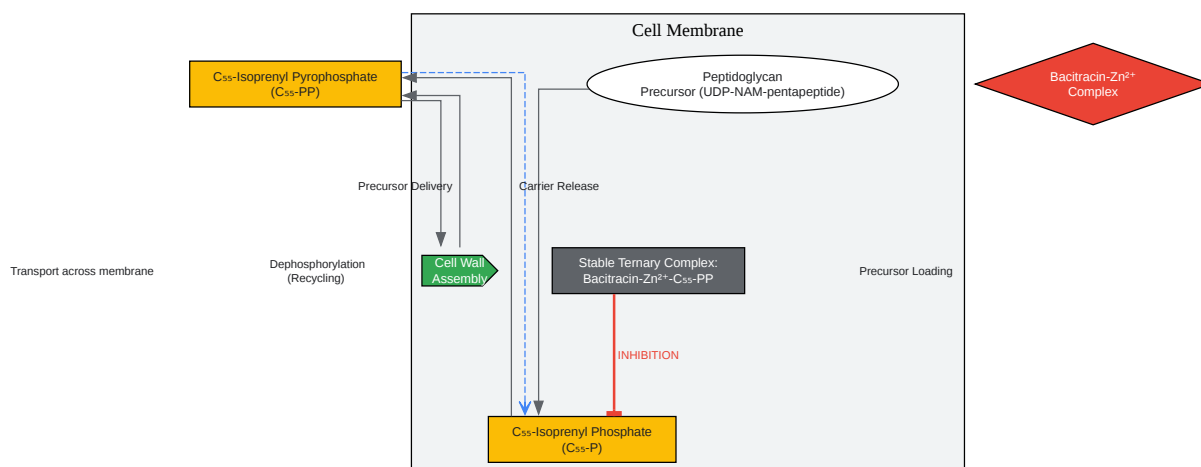 Cell Membrane
C₅₅-Isoprenyl Pyrophosphate
(C₅₅-PP)
Peptidoglycan
Precursor (UDP-NAM-pentapeptide)
Bacitracin-Zn²⁺
Complex
Precursor Delivery
Carrier Release
Transport across membrane
Dephosphorylation
(Recycling)
Cell Wall
Assembly
Stable Ternary Complex:
Bacitracin-Zn²⁺-C₅₅-PP
Precursor Loading
INHIBITION
C₅₅-Isoprenyl Phosphate
(C₅₅-P)